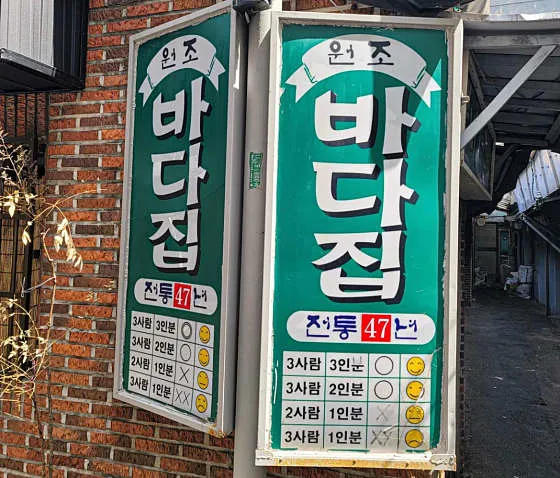 원조
바다집
전통 47년
3사람 3인분 ○
3사람 2인분 ○
2사람 1인분 X
3사람 1인분 XX
원조
바다집
전통 47년
3사람 3인분 ○
3사람 2인분 ○
2사람 1인분 X
3사람 1인분 XX